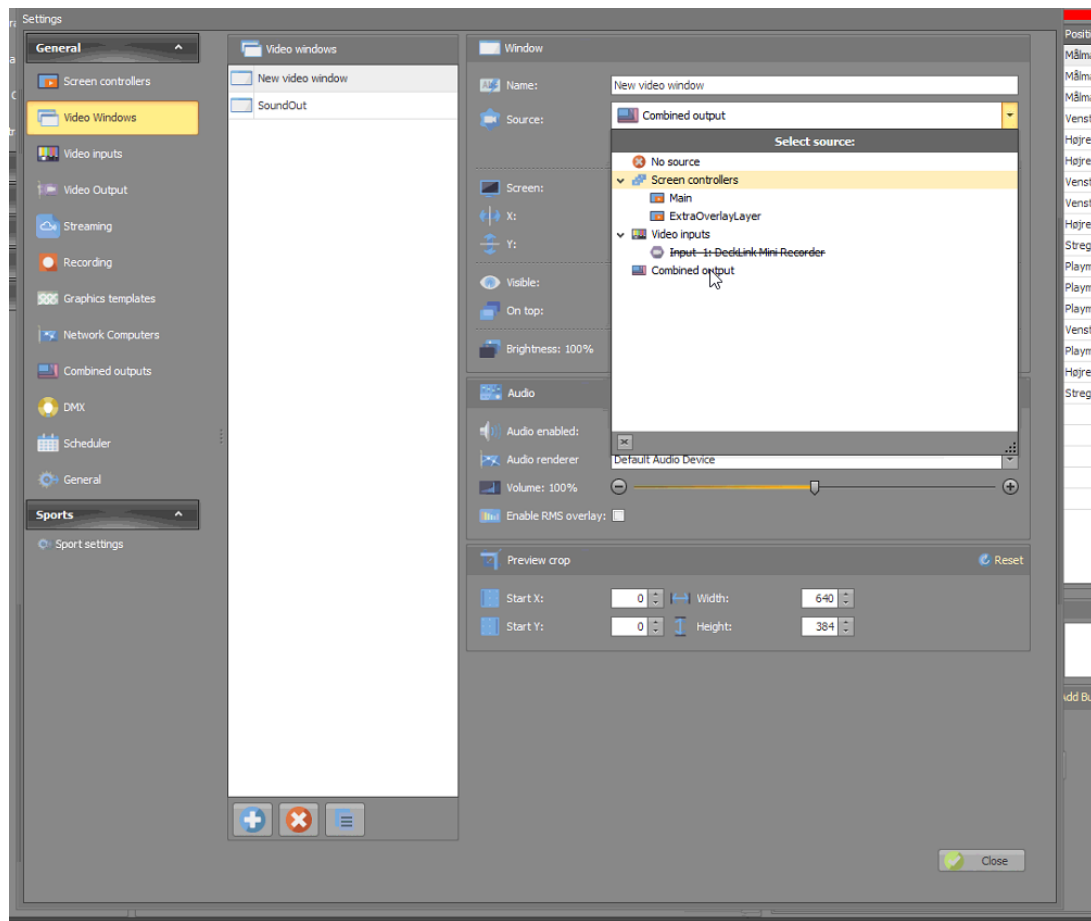 Settings
General
Screen controllers
Video Windows
Video inputs
Video Output
Streaming
Recording
Graphics templates
Network Computers
Combined outputs
DMX
Scheduler
General
Sports
Sport settings
Video windows
New video window
SoundOut
Window
Name: New video window
Source: Combined output
Select source:
No source
Screen controllers
Main
ExtraOverlayLayer
Video inputs
Input 1: DeckLink Mini Recorder
Combined output
Screen:
X:
Y:
Visible:
On top:
Brightness: 100%
Audio
Audio enabled:
Audio renderer Default Audio Device
Volume: 100%
Enable RMS overlay:
Preview crop Reset
Start X: 0 Width: 640
Start Y: 0 Height: 384
Close
Positi
Målma
Målma
Målma
Venst
Højre
Højre
Venst
Venst
Højre
Streg
Playm
Playm
Playm
Venst
Playm
Højre
Streg
Add Bu